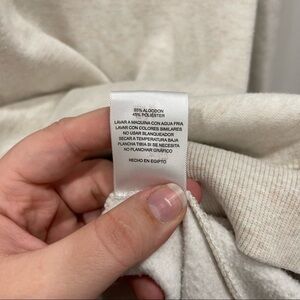 55% ALGODON
45% POLIESTER
LAVAR A MAQUINA CON AGUA FRIA
LAVAR CON COLORES SIMILARES
NO USAR BLANQUEADOR
SECAR A TEMPERATURA BAJA
PLANCHA TIBIA SI SE NECESITA
NO PLANCHAR GRÁFICO
HECHO EN EGIPTO